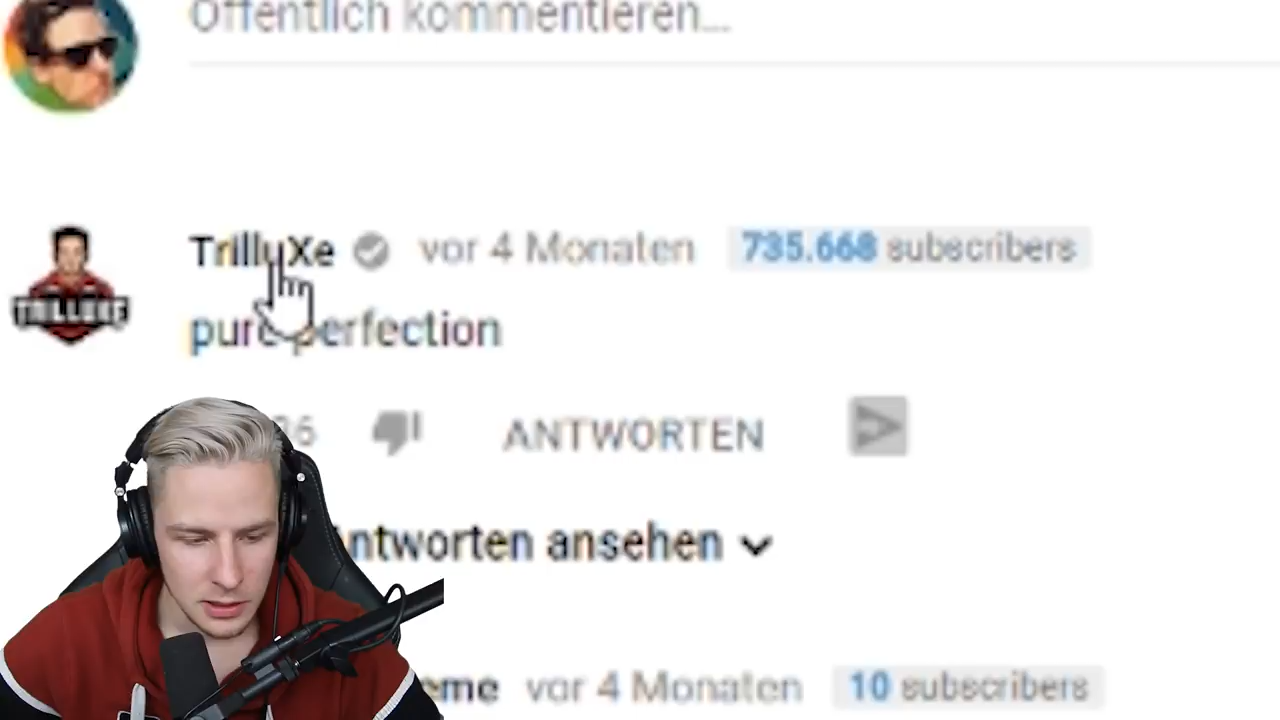 Öffentlich kommentieren...
TrilluXe vor 4 Monaten 735.668 subscribers
pure perfection
ANTWORTEN
Antworten ansehen
vor 4 Monaten 10 subscribers